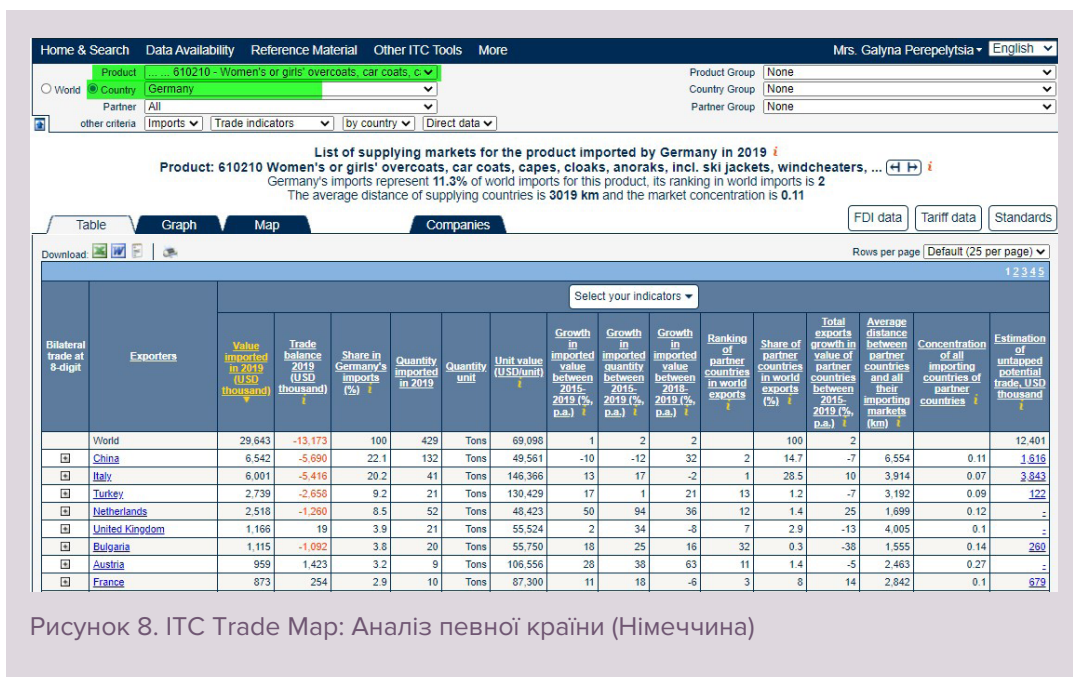 Home & Search Data Availability Reference Material Other ITC Tools More Mrs. Galyna Perepelytsia English
Product ... ... 610210 - Women's or girls' overcoats, car coats, c Product Group None
World Country Germany Country Group None
Partner All Partner Group None
other criteria Imports Trade indicators by country Direct data
List of supplying markets for the product imported by Germany in 2019 i
Product: 610210 Women's or girls' overcoats, car coats, capes, cloaks, anoraks, incl. ski jackets, windcheaters, ... i
Germany's imports represent 11.3% of world imports for this product, its ranking in world imports is 2
The average distance of supplying countries is 3019 km and the market concentration is 0.11
Table Graph Map Companies FDI data Tariff data Standards
Download: Rows per page Default (25 per page)
1 2 3 4 5
Select your indicators
Bilateral trade at 8-digit
Exporters
Value imported in 2019 (USD thousand)
Trade balance 2019 (USD thousand) i
Share in Germany's imports (%) i
Quantity imported in 2019
Quantity unit
Unit value (USD/unit) i
Growth in imported value between 2015-2019 (%, p.a.) i
Growth in imported quantity between 2015-2019 (%, p.a.) i
Growth in imported value between 2018-2019 (%, p.a.) i
Ranking of partner countries in world exports i
Share of partner countries in world exports (%) i
Total exports growth in value of partner countries between 2015-2019 (%, p.a.) i
Average distance between partner countries and all their importing markets (km) i
Concentration of all importing countries of partner countries i
Estimation of untapped potential trade, USD thousand i
World 29,643 -13,173 100 429 Tons 69,098 1 2 2 100 2 12,401
China 6,542 -5,690 22.1 132 Tons 49,561 -10 -12 32 2 14.7 -7 6,554 0.11 1,616
Italy 6,001 -5,416 20.2 41 Tons 146,366 13 17 -2 1 28.5 10 3,914 0.07 3,843
Turkey 2,739 -2,658 9.2 21 Tons 130,429 17 1 21 13 1.2 -7 3,192 0.09 122
Netherlands 2,518 -1,260 8.5 52 Tons 48,423 50 94 36 12 1.4 25 1,699 0.12 -
United Kingdom 1,166 19 3.9 21 Tons 55,524 2 34 -8 7 2.9 -13 4,005 0.1 -
Bulgaria 1,115 -1,092 3.8 20 Tons 55,750 18 25 16 32 0.3 -38 1,555 0.14 260
Austria 959 1,423 3.2 9 Tons 106,556 28 38 63 11 1.4 -5 2,463 0.27 -
France 873 254 2.9 10 Tons 87,300 11 18 -6 3 8 14 2,842 0.1 679
Рисунок 8. ITC Trade Map: Аналіз певної країни (Німеччина)